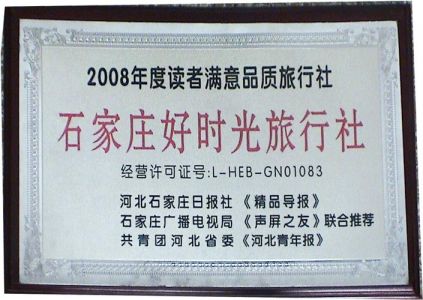 2008年度读者满意品质旅行社
石家庄好时光旅行社
经营许可证号:L-HEB-GN01083
河北石家庄日报社《精品导报》
石家庄广播电视局《声屏之友》联合推荐
共青团河北省委《河北青年报》